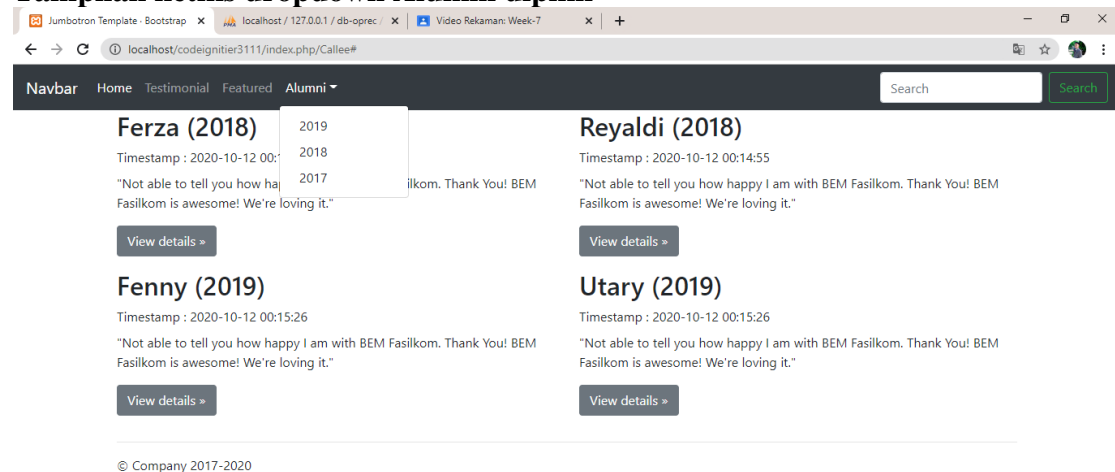 Tampilan ketika dropdown Alumni dipilih
Jumbotron Template · Bootstrap
localhost / 127.0.0.1 / db-oprec /
Video Rekaman: Week-7
localhost/codeignitier3111/index.php/Callee#
Navbar Home Testimonial Featured Alumni Search Search
2019
2018
2017
Ferza (2018)
Timestamp : 2020-10-12 00:
"Not able to tell you how ilkom. Thank You! BEM
Fasilkom is awesome! We're loving it."
View details »
Reyaldi (2018)
Timestamp : 2020-10-12 00:14:55
"Not able to tell you how happy I am with BEM Fasilkom. Thank You! BEM
Fasilkom is awesome! We're loving it."
View details »
Fenny (2019)
Timestamp : 2020-10-12 00:15:26
"Not able to tell you how happy I am with BEM Fasilkom. Thank You! BEM
Fasilkom is awesome! We're loving it."
View details »
Utary (2019)
Timestamp : 2020-10-12 00:15:26
"Not able to tell you how happy I am with BEM Fasilkom. Thank You! BEM
Fasilkom is awesome! We're loving it."
View details »
© Company 2017-2020